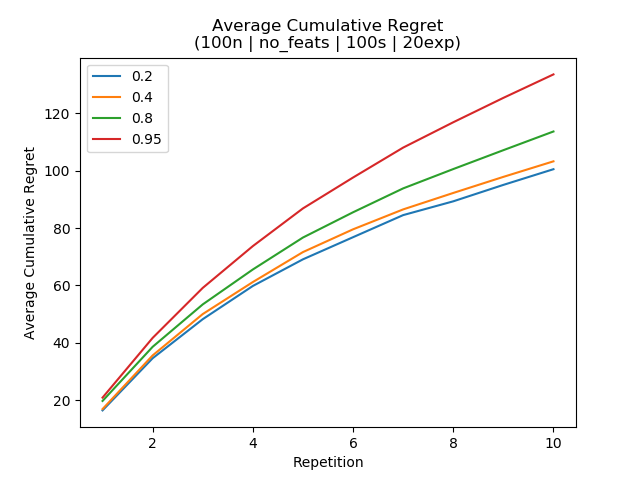 Average Cumulative Regret
(100n | no_feats | 100s | 20exp)
0.2
0.4
0.8
0.95
120
100
80
60
40
20
Average Cumulative Regret
2 4 6 8 10
Repetition